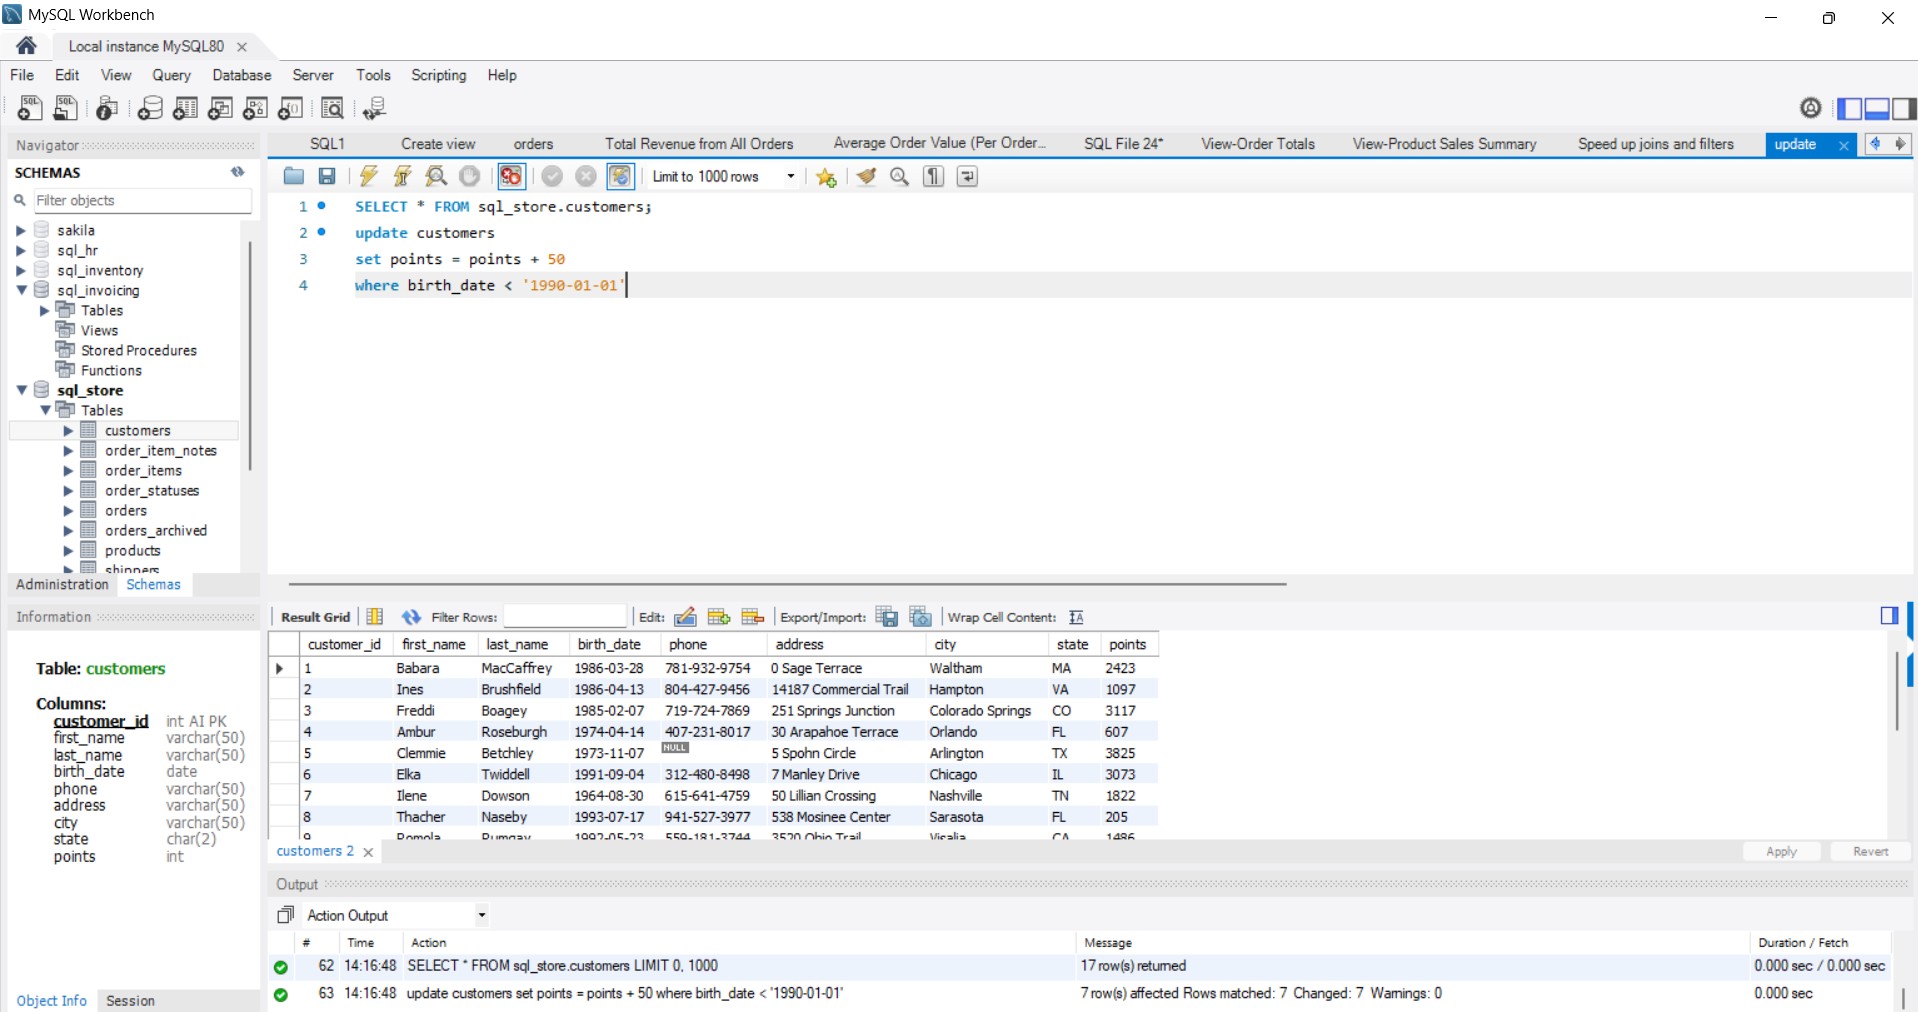 MySQL Workbench
Local instance MySQL80
File Edit View Query Database Server Tools Scripting Help
Navigator
SCHEMAS
Filter objects
sakila
sql_hr
sql_inventory
sql_invoicing
Tables
Views
Stored Procedures
Functions
sql_store
Tables
customers
order_item_notes
order_items
order_statuses
orders
orders_archived
products
shippers
Administration Schemas
Information
Table: customers
Columns:
customer_id int AI PK
first_name varchar(50)
last_name varchar(50)
birth_date date
phone varchar(50)
address varchar(50)
city varchar(50)
state char(2)
points int
Object Info Session
SQL1 Create view orders Total Revenue from All Orders Average Order Value (Per Order... SQL File 24* View-Order Totals View-Product Sales Summary Speed up joins and filters update
Limit to 1000 rows
1 SELECT * FROM sql_store.customers;
2 update customers
3 set points = points + 50
4 where birth_date < '1990-01-01'
Result Grid Filter Rows: Edit: Export/Import: Wrap Cell Content:
customer_id first_name last_name birth_date phone address city state points
1 Babara MacCaffrey 1986-03-28 781-932-9754 0 Sage Terrace Waltham MA 2423
2 Ines Brushfield 1986-04-13 804-427-9456 14187 Commercial Trail Hampton VA 1097
3 Freddi Boagey 1985-02-07 719-724-7869 251 Springs Junction Colorado Springs CO 3117
4 Ambur Roseburgh 1974-04-14 407-231-8017 30 Arapahoe Terrace Orlando FL 607
5 Clemmie Betchley 1973-11-07 NULL 5 Spohn Circle Arlington TX 3825
6 Elka Twiddell 1991-09-04 312-480-8498 7 Manley Drive Chicago IL 3073
7 Ilene Dowson 1964-08-30 615-641-4759 50 Lillian Crossing Nashville TN 1822
8 Thacher Naseby 1993-07-17 941-527-3977 538 Mosinee Center Sarasota FL 205
9 Romola Rumgay 1992-05-23 559-181-3744 3520 Ohio Trail Visalia CA 1486
customers 2
Apply Revert
Output
Action Output
# Time Action Message Duration / Fetch
62 14:16:48 SELECT * FROM sql_store.customers LIMIT 0, 1000 17 row(s) returned 0.000 sec / 0.000 sec
63 14:16:48 update customers set points = points + 50 where birth_date < '1990-01-01' 7 row(s) affected Rows matched: 7 Changed: 7 Warnings: 0 0.000 sec